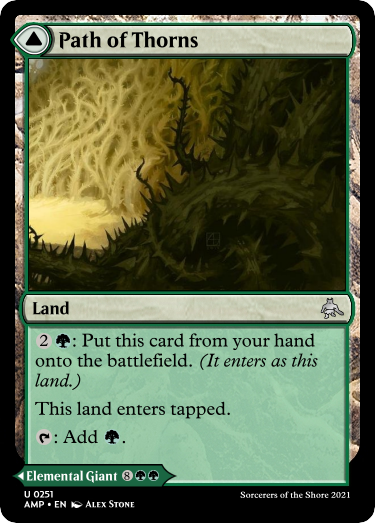 Path of Thorns
Land
2 : Put this card from your hand
onto the battlefield. (It enters as this
land.)
This land enters tapped.
: Add .
Elemental Giant 8
U 0251
AMP • EN ALEX STONE
Sorcerers of the Shore 2021